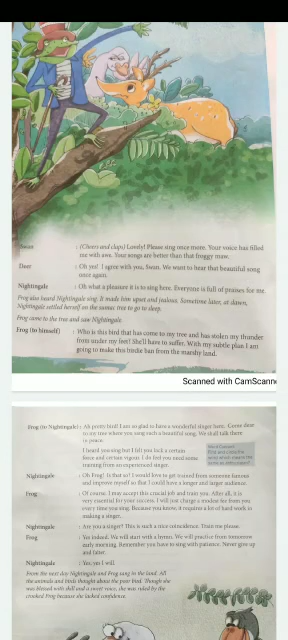 Swan : (Cheers and claps) Lovely! Please sing once more. Your voice has filled
me with awe. Your songs are better than that froggy muse.
Deer : Oh yes! I agree with you, Swan. We want to hear that beautiful song
once again.
Nightingale : Oh what a pleasure it is to sing here. Everyone is full of praises for me.
Frog also heard Nightingale sing. It made him upset and jealous. Sometime later, at dawn,
Nightingale settled herself on the sumac tree to go to sleep.
Frog came to the tree and saw Nightingale.
Frog (to himself) : Who is this bird that has come to my tree and has stolen my thunder
from under my feet! She'll have to suffer. With my subtle plan I am
going to make this birdie ban from the marshy land.
Scanned with CamScanne
Frog (to Nightingale) : Ah pretty bird! I am so glad to have a wonderful singer here. Come dear
to my tree where you sang such a beautiful song. We shall talk there
in peace.
I heard you sing but I felt you lack a certain
force and certain vigour. I do feel you need some
training from an experienced singer.
Nightingale : Oh Frog! Is that so? I would love to get trained from someone famous
and improve myself so that I could have a longer and larger audience.
Frog : Of course. I may accept this crucial job and train you. After all, it is
very essential for your success. I will just charge a modest fee from you
every time you sing. Because you know, it requires a lot of hard work in
making a singer.
Nightingale : Are you a singer? This is such a nice coincidence. Train me please.
Frog : Yes indeed. We will start with a hymn. We will practise from tomorrow
early morning. Remember you have to sing with patience. Never give up
and falter.
Nightingale : Yes, yes I will.
From the next day Nightingale and Frog sang in the land. All
the animals and birds thought about the poor bird. Though she
was blessed with skill and a sweet voice, she was ruled by the
crooked Frog because she lacked confidence.